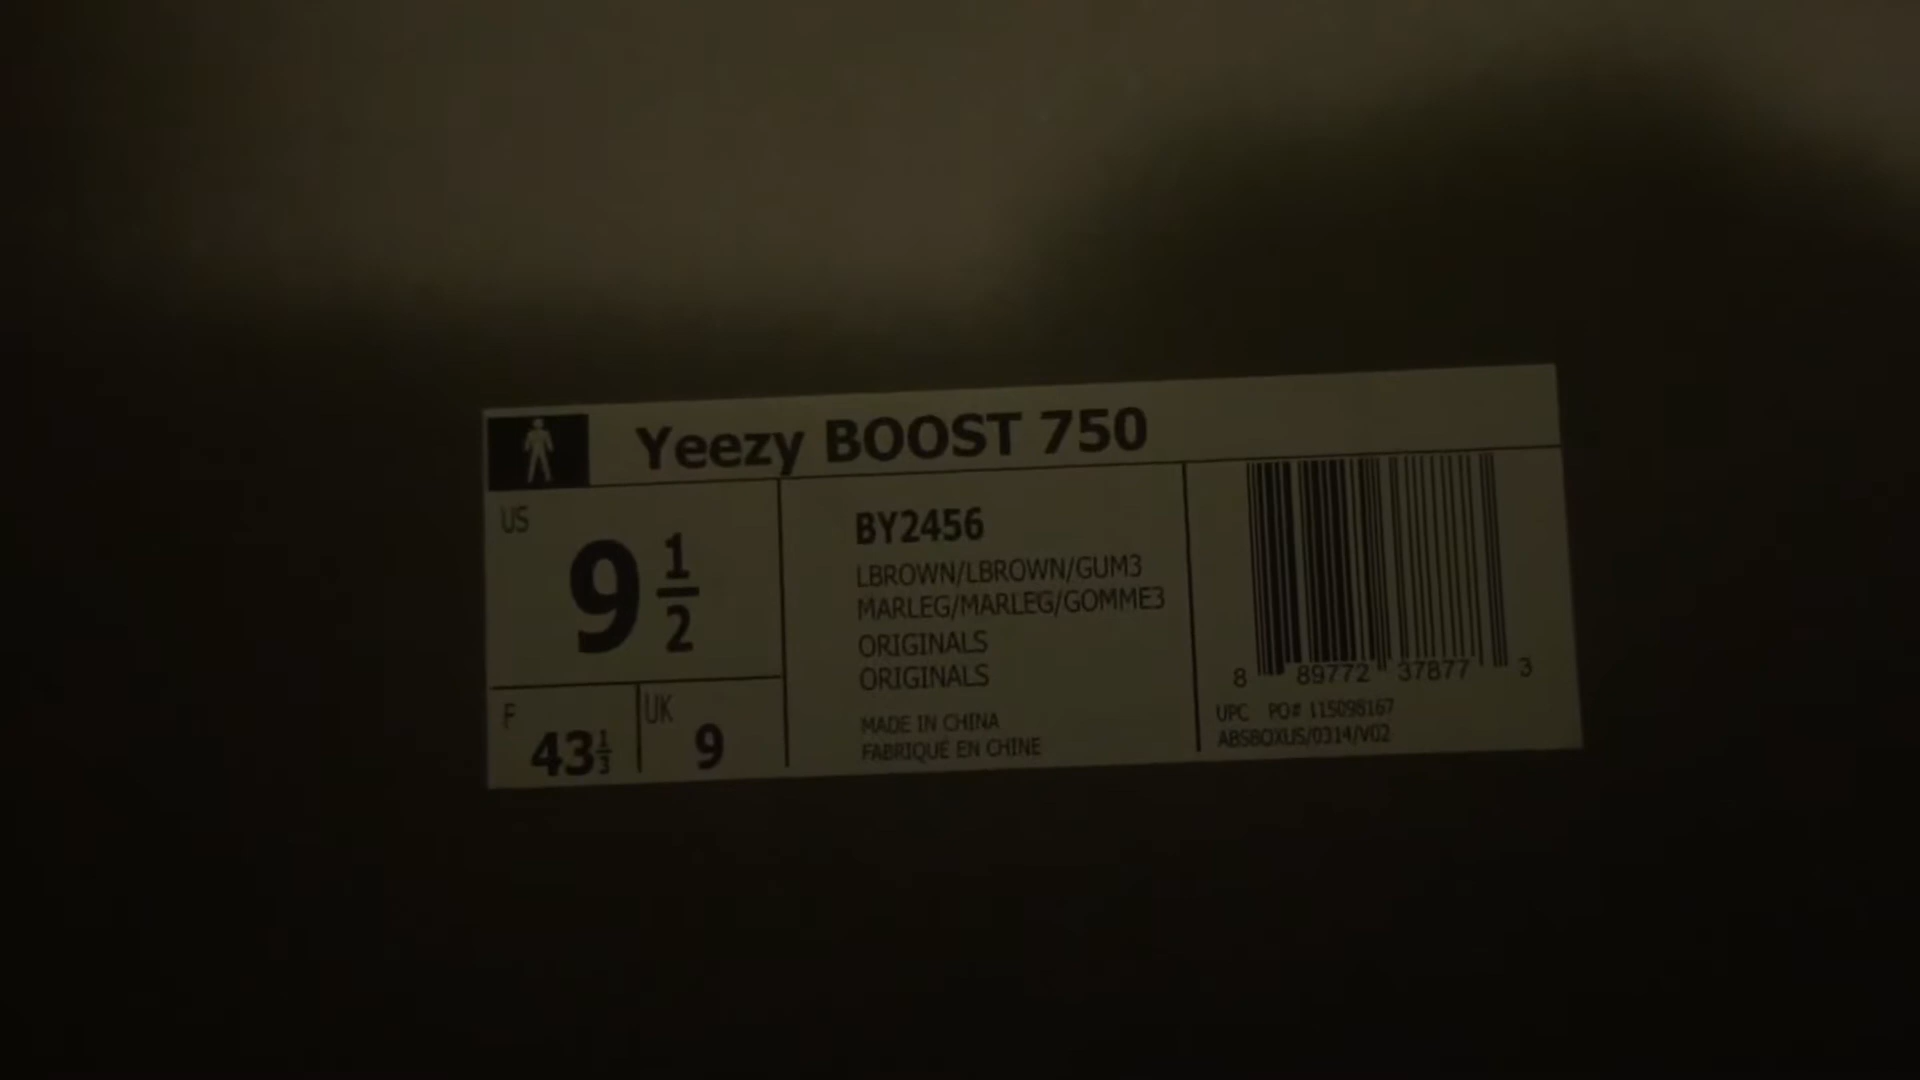 Yeezy BOOST 750
US
9 1/2
F
43 1/3
UK
9
BY2456
LBROWN/LBROWN/GUM3
MARLEG/MARLEG/GOMME3
ORIGINALS
ORIGINALS
MADE IN CHINA
FABRIQUÉ EN CHINE
8 89772 37877 3
UPC PO# 115098167
ABSBOXUS/0314/V02